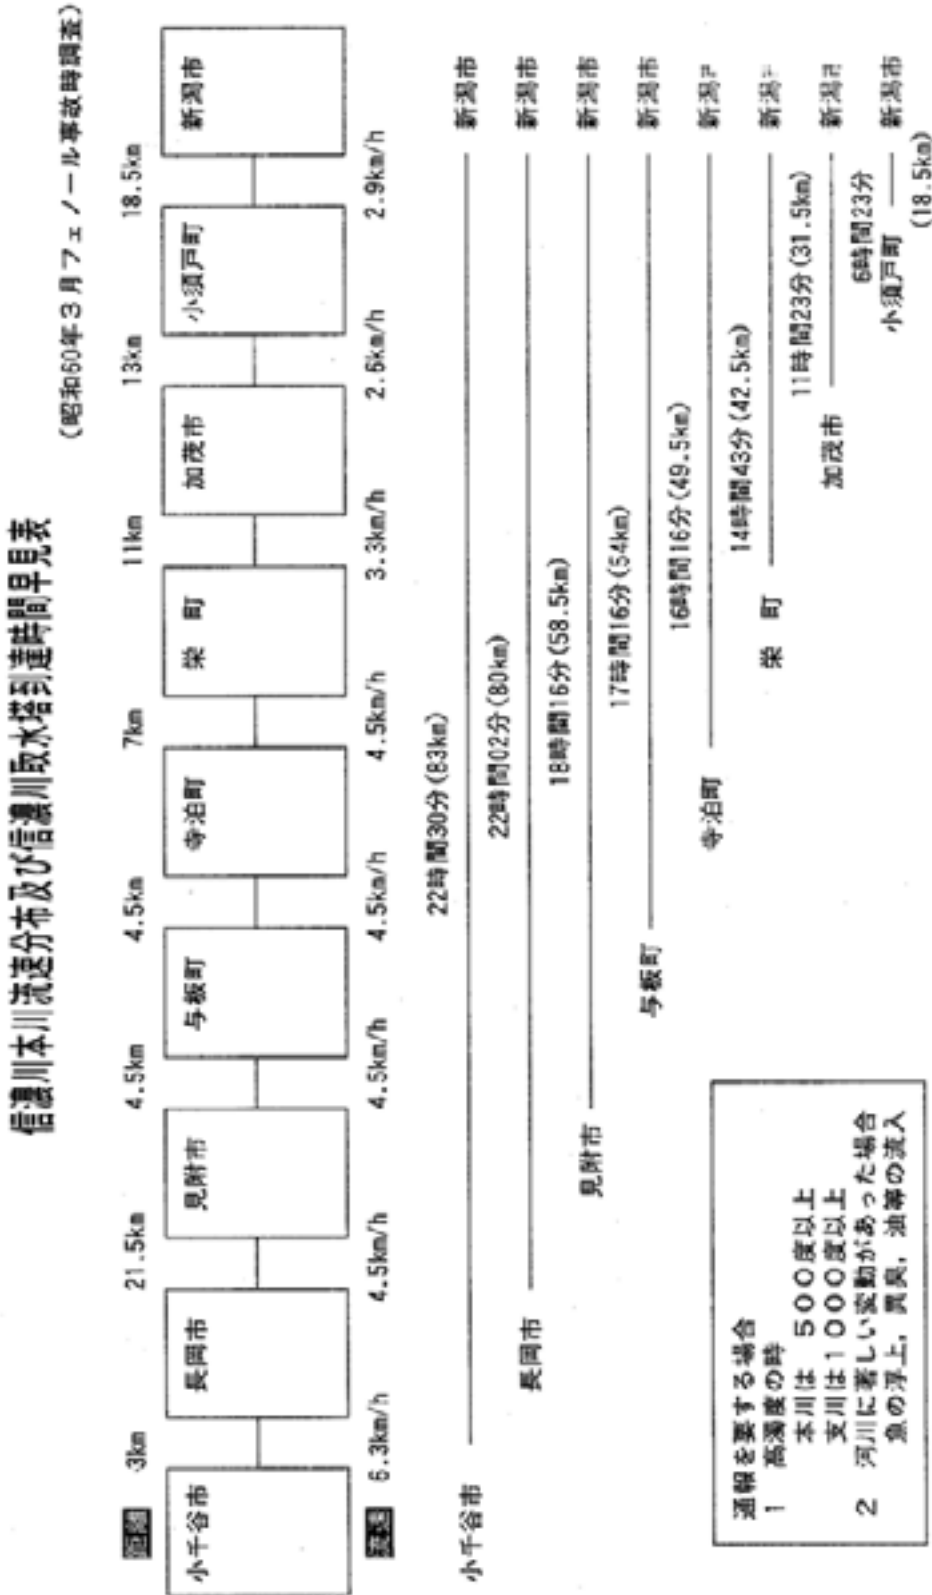 信濃川本川流速分布及び信濃川取水塔到達時間早見表
(昭和60年3月フェノール事故時調査)
距離 3km 21.5km 4.5km 4.5km 7km 11km 13km 18.5km
小千谷市 長岡市 見附市 与板町 寺泊町 栄町 加茂市 小須戸町 新潟市
流速 6.3km/h 4.5km/h 4.5km/h 4.5km/h 4.5km/h 3.3km/h 2.6km/h 2.9km/h
22時間30分(83km)
小千谷市 新潟市
22時間02分(80km)
長岡市 新潟市
18時間16分(58.5km)
見附市 新潟市
17時間16分(54km)
与板町 新潟市
16時間16分(49.5km)
寺泊町 新潟
14時間43分(42.5km)
栄町 新潟
11時間23分(31.5km)
加茂市 新潟市
6時間23分
小須戸町 新潟市
(18.5km)
通報を要する場合
1 高濁度の時
本川は 500度以上
支川は1000度以上
2 河川に著しい変動があった場合
魚の浮上,異臭,油等の流入